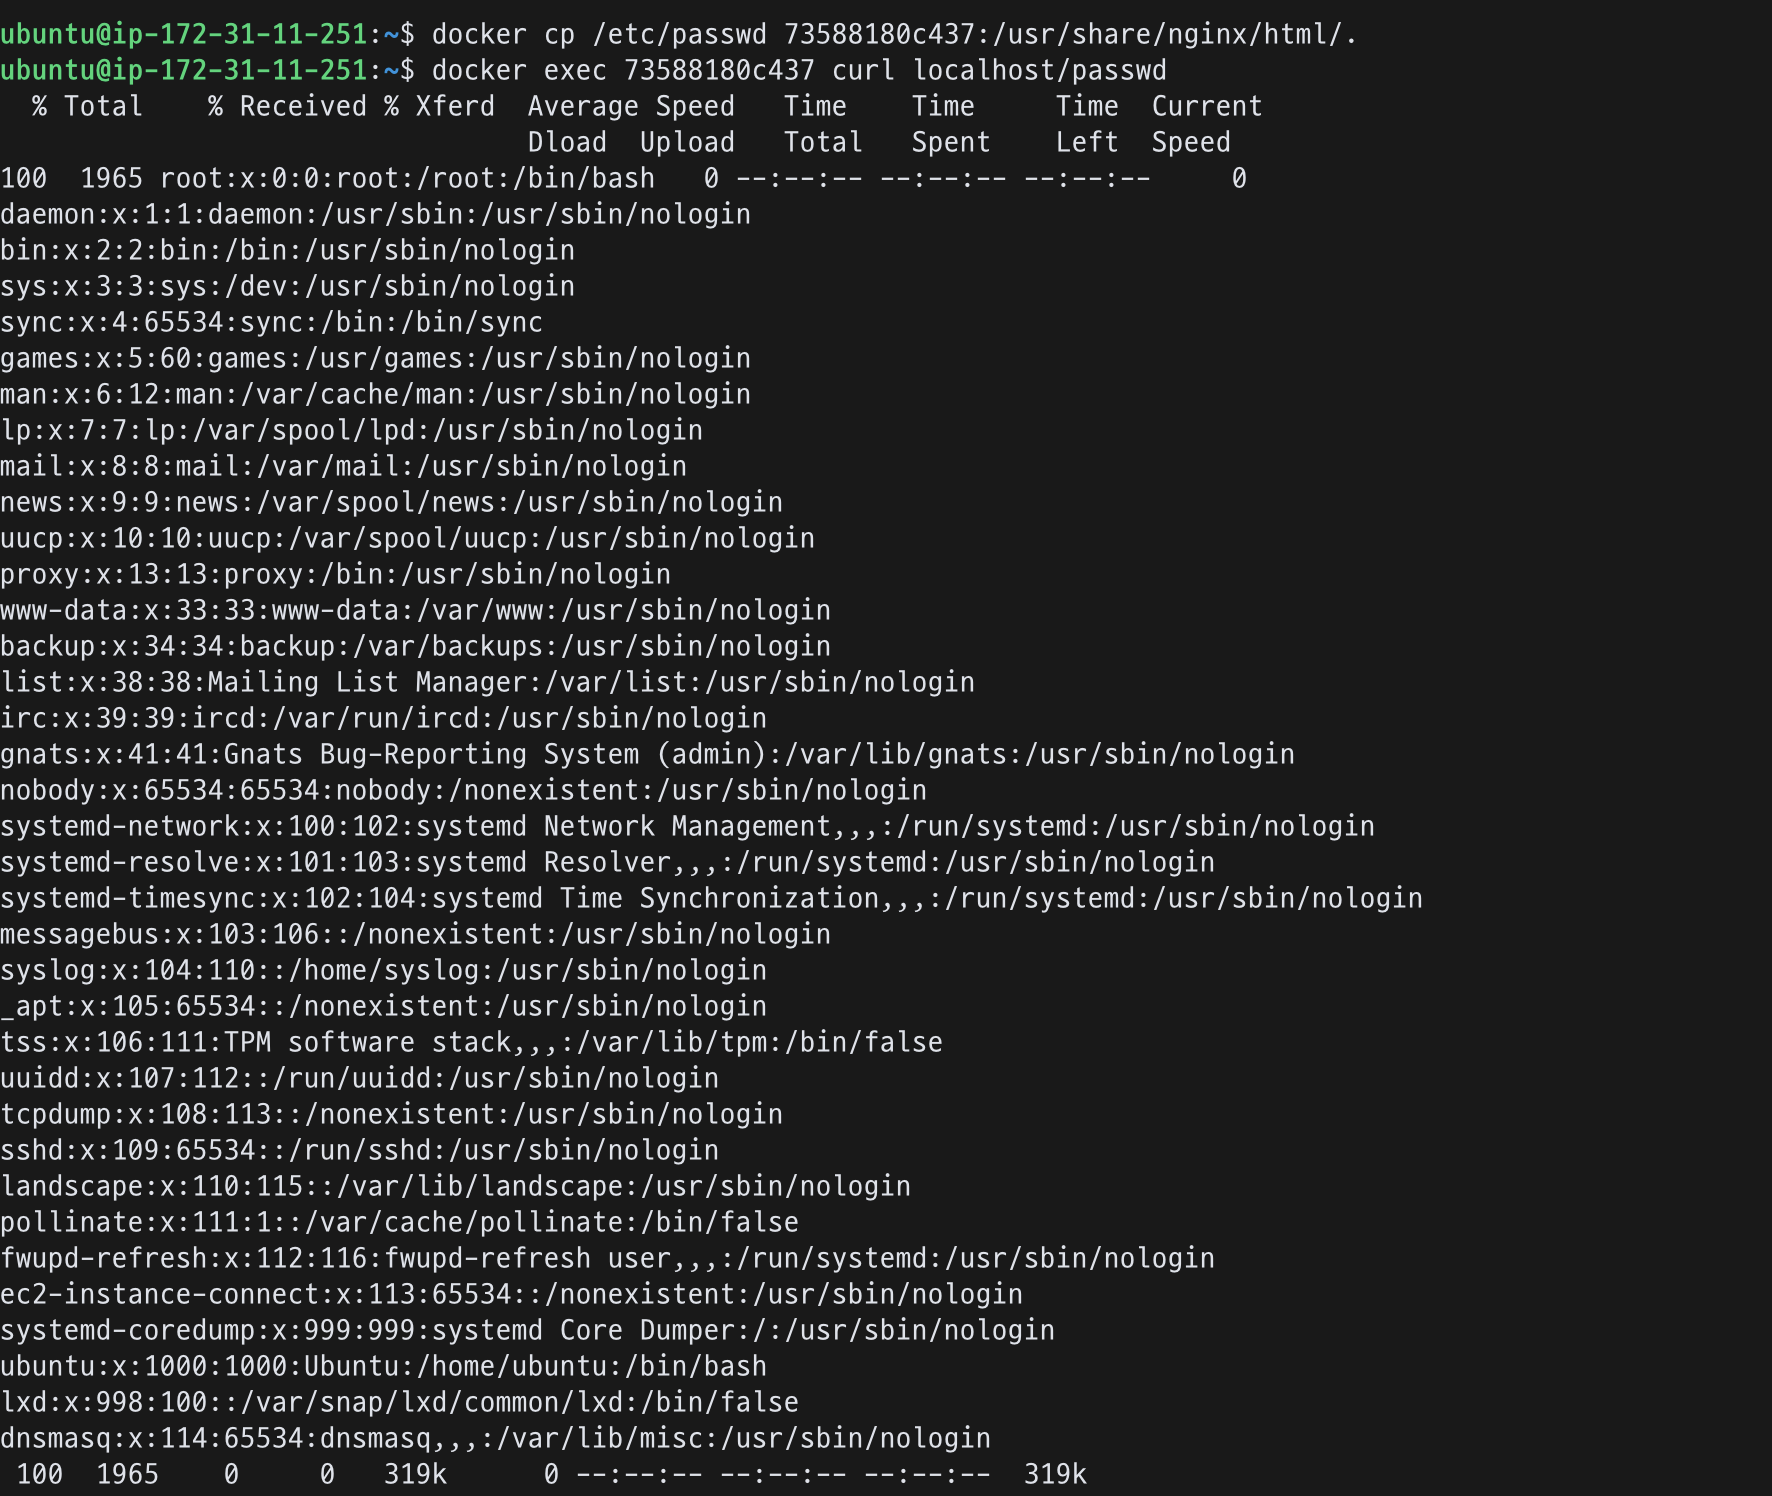 ubuntu@ip-172-31-11-251:~$ docker cp /etc/passwd 73588180c437:/usr/share/nginx/html/.
ubuntu@ip-172-31-11-251:~$ docker exec 73588180c437 curl localhost/passwd
  % Total    % Received % Xferd  Average Speed   Time    Time     Time  Current
                                 Dload  Upload   Total   Spent    Left  Speed
100  1965 root:x:0:0:root:/root:/bin/bash   0 --:--:-- --:--:-- --:--:--     0
daemon:x:1:1:daemon:/usr/sbin:/usr/sbin/nologin
bin:x:2:2:bin:/bin:/usr/sbin/nologin
sys:x:3:3:sys:/dev:/usr/sbin/nologin
sync:x:4:65534:sync:/bin:/bin/sync
games:x:5:60:games:/usr/games:/usr/sbin/nologin
man:x:6:12:man:/var/cache/man:/usr/sbin/nologin
lp:x:7:7:lp:/var/spool/lpd:/usr/sbin/nologin
mail:x:8:8:mail:/var/mail:/usr/sbin/nologin
news:x:9:9:news:/var/spool/news:/usr/sbin/nologin
uucp:x:10:10:uucp:/var/spool/uucp:/usr/sbin/nologin
proxy:x:13:13:proxy:/bin:/usr/sbin/nologin
www-data:x:33:33:www-data:/var/www:/usr/sbin/nologin
backup:x:34:34:backup:/var/backups:/usr/sbin/nologin
list:x:38:38:Mailing List Manager:/var/list:/usr/sbin/nologin
irc:x:39:39:ircd:/var/run/ircd:/usr/sbin/nologin
gnats:x:41:41:Gnats Bug-Reporting System (admin):/var/lib/gnats:/usr/sbin/nologin
nobody:x:65534:65534:nobody:/nonexistent:/usr/sbin/nologin
systemd-network:x:100:102:systemd Network Management,,,:/run/systemd:/usr/sbin/nologin
systemd-resolve:x:101:103:systemd Resolver,,,:/run/systemd:/usr/sbin/nologin
systemd-timesync:x:102:104:systemd Time Synchronization,,,:/run/systemd:/usr/sbin/nologin
messagebus:x:103:106::/nonexistent:/usr/sbin/nologin
syslog:x:104:110::/home/syslog:/usr/sbin/nologin
_apt:x:105:65534::/nonexistent:/usr/sbin/nologin
tss:x:106:111:TPM software stack,,,:/var/lib/tpm:/bin/false
uuidd:x:107:112::/run/uuidd:/usr/sbin/nologin
tcpdump:x:108:113::/nonexistent:/usr/sbin/nologin
sshd:x:109:65534::/run/sshd:/usr/sbin/nologin
landscape:x:110:115::/var/lib/landscape:/usr/sbin/nologin
pollinate:x:111:1::/var/cache/pollinate:/bin/false
fwupd-refresh:x:112:116:fwupd-refresh user,,,:/run/systemd:/usr/sbin/nologin
ec2-instance-connect:x:113:65534::/nonexistent:/usr/sbin/nologin
systemd-coredump:x:999:999:systemd Core Dumper:/:/usr/sbin/nologin
ubuntu:x:1000:1000:Ubuntu:/home/ubuntu:/bin/bash
lxd:x:998:100::/var/snap/lxd/common/lxd:/bin/false
dnsmasq:x:114:65534:dnsmasq,,,:/var/lib/misc:/usr/sbin/nologin
 100  1965    0     0   319k      0 --:--:-- --:--:-- --:--:--  319k